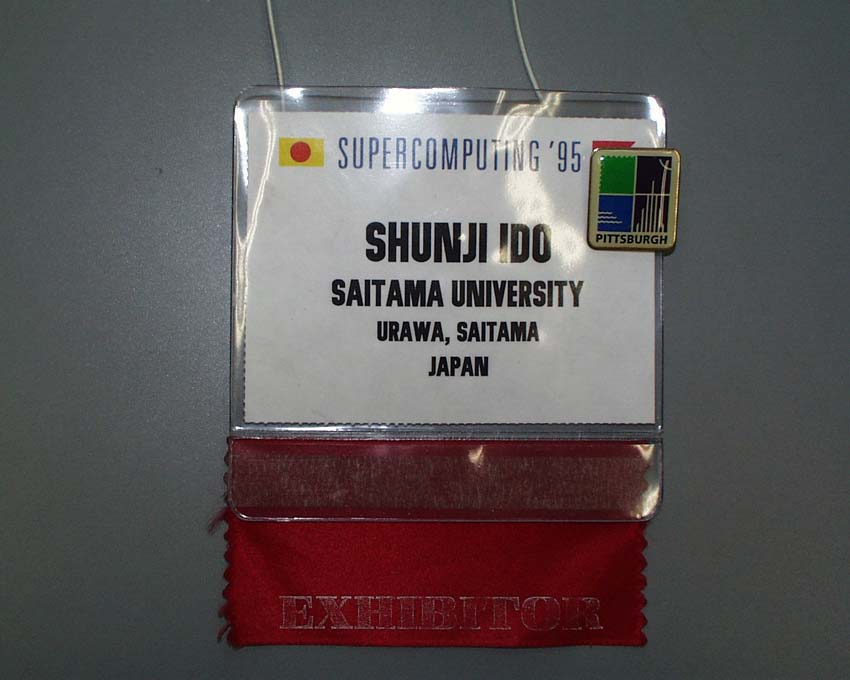 SUPERCOMPUTING '95
PITTSBURGH
SHUNJI IDO
SAITAMA UNIVERSITY
URAWA, SAITAMA
JAPAN
EXHIBITOR